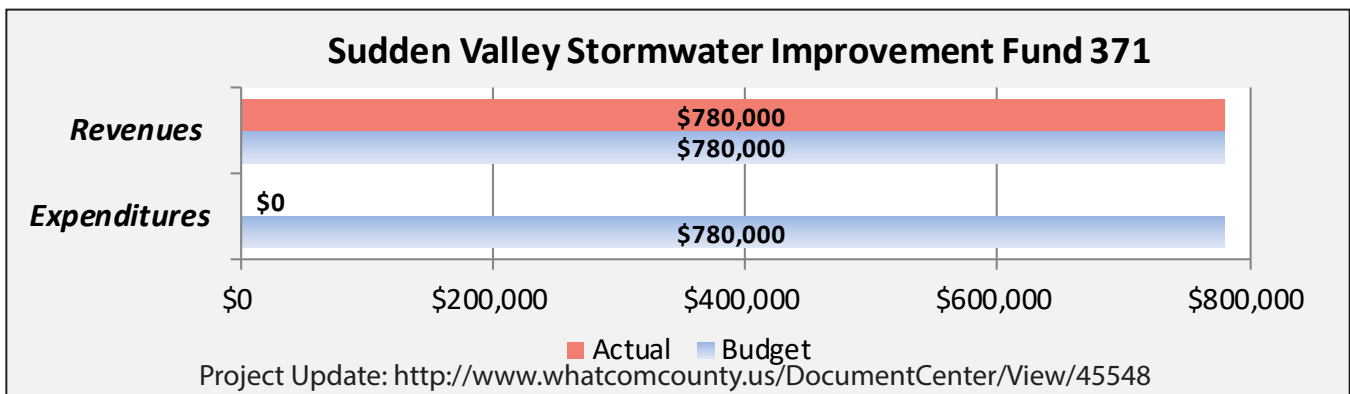 Sudden Valley Stormwater Improvement Fund 371
Revenues
$780,000
$780,000
Expenditures
$0
$780,000
$0 $200,000 $400,000 $600,000 $800,000
Actual Budget
Project Update: http://www.whatcomcounty.us/DocumentCenter/View/45548